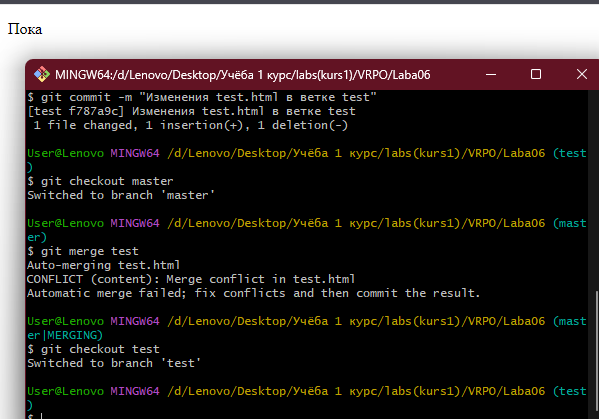 Пока
MINGW64:/d/Lenovo/Desktop/Учёба 1 курс/labs(kurs1)/VRPO/Laba06
$ git commit -m "Изменения test.html в ветке test"
[test f787a9c] Изменения test.html в ветке test
 1 file changed, 1 insertion(+), 1 deletion(-)
User@Lenovo MINGW64 /d/Lenovo/Desktop/Учёба 1 курс/labs(kurs1)/VRPO/Laba06 (test
)
$ git checkout master
Switched to branch 'master'
User@Lenovo MINGW64 /d/Lenovo/Desktop/Учёба 1 курс/labs(kurs1)/VRPO/Laba06 (mast
er)
$ git merge test
Auto-merging test.html
CONFLICT (content): Merge conflict in test.html
Automatic merge failed; fix conflicts and then commit the result.
User@Lenovo MINGW64 /d/Lenovo/Desktop/Учёба 1 курс/labs(kurs1)/VRPO/Laba06 (mast
er|MERGING)
$ git checkout test
Switched to branch 'test'
User@Lenovo MINGW64 /d/Lenovo/Desktop/Учёба 1 курс/labs(kurs1)/VRPO/Laba06 (test
)
$